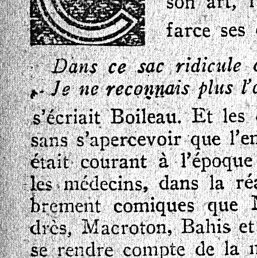 son art,
farce ses
Dans ce sac ridicule
Je ne reconnais plus l'
s'écriait Boileau. Et les
sans s'apercevoir que l'en
était courant à l'époque
les médecins, dans la réa
brement comiques que
drès, Macroton, Bahis et
se rendre compte de la